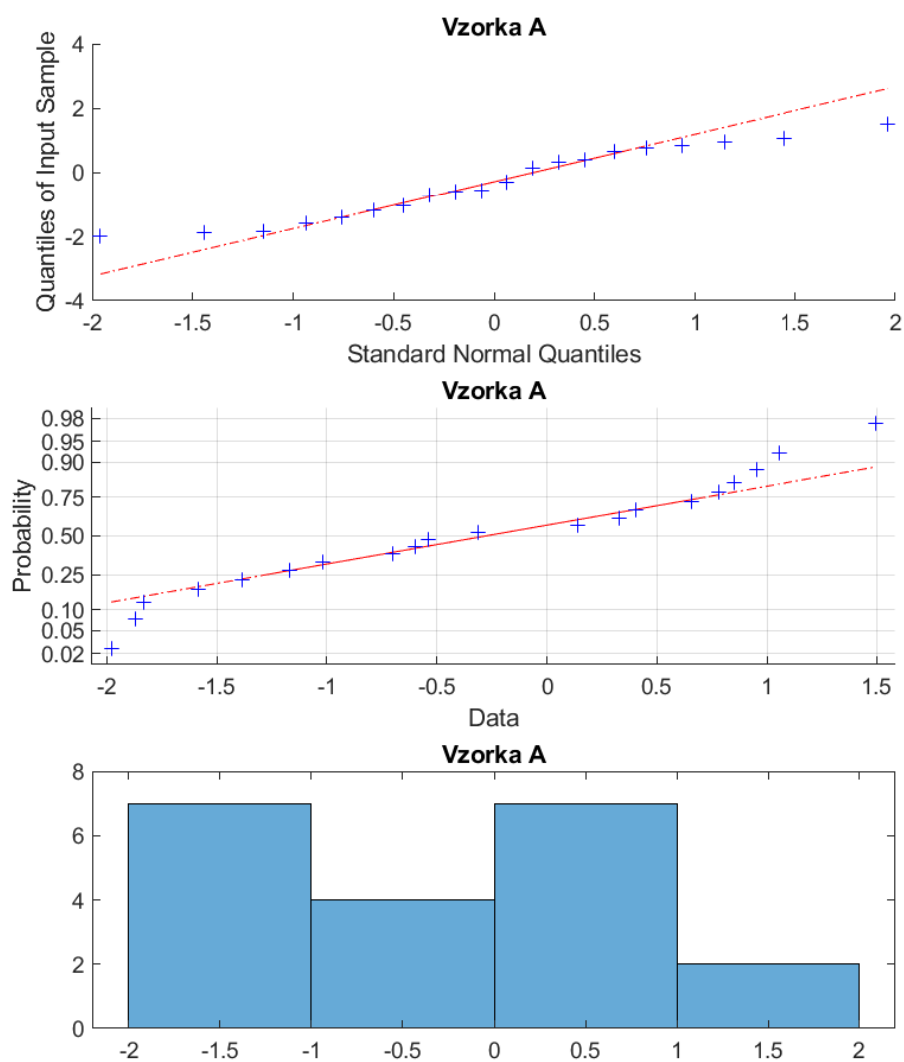 Vzorka A
Quantiles of Input Sample
4
2
0
-2
-4
-2 -1.5 -1 -0.5 0 0.5 1 1.5 2
Standard Normal Quantiles
Vzorka A
Probability
0.98
0.95
0.90
0.75
0.50
0.25
0.10
0.05
0.02
-2 -1.5 -1 -0.5 0 0.5 1 1.5
Data
Vzorka A
8
6
4
2
0
-2 -1.5 -1 -0.5 0 0.5 1 1.5 2